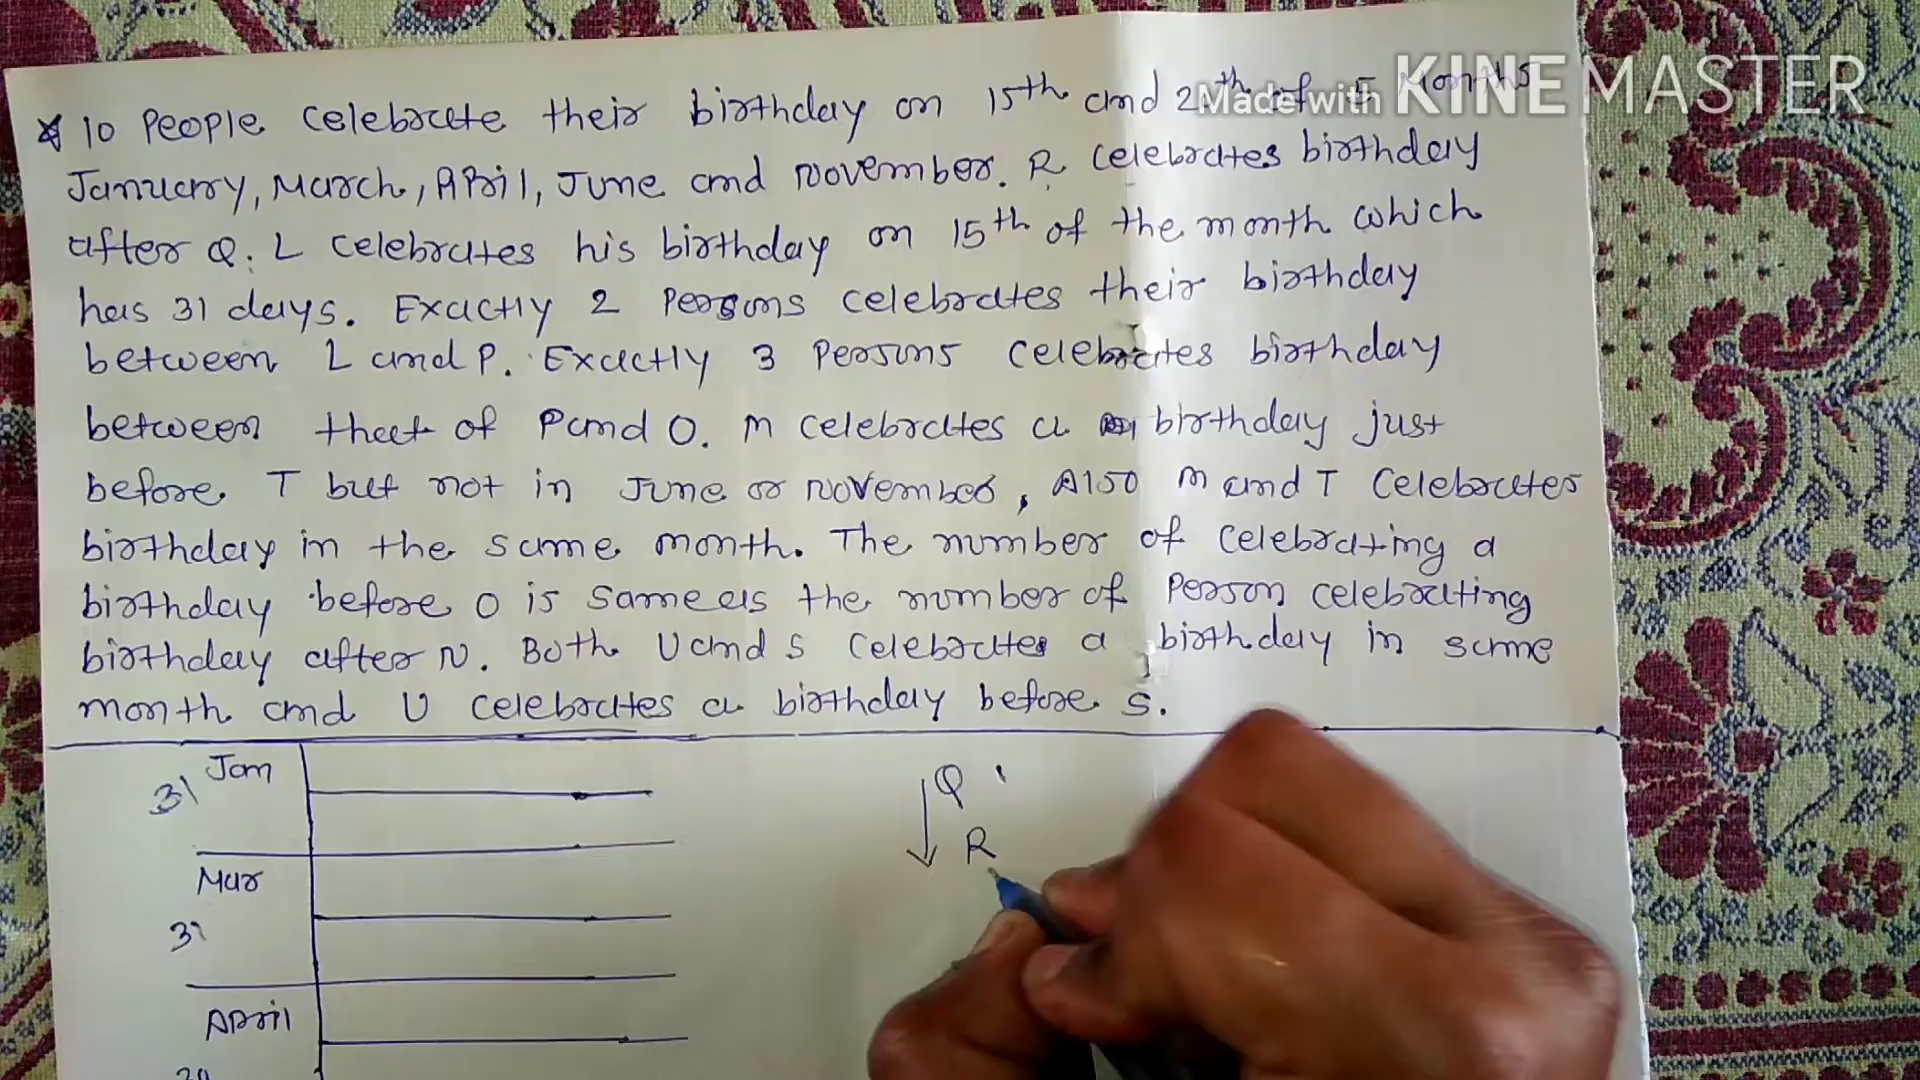 * 10 People celebrate their birthday on 15th and 2 th of 5 Months
January, March, April, June and November. R celebrates birthday
after Q. L celebrates his birthday on 15th of the month which
has 31 days. Exactly 2 Persons celebrates their birthday
between L and P. Exactly 3 Persons celebrates birthday
between that of P and O. M celebrates a birthday just
before T but not in June or November, Also M and T celebrates
birthday in the same month. The number of celebrating a
birthday before O is same as the number of Person celebrating
birthday after N. Both U and S celebrates a birthday in same
month and U celebrates a birthday before S.
Made with KINEMASTER
Jan
31
Mar
31
April
Q
R